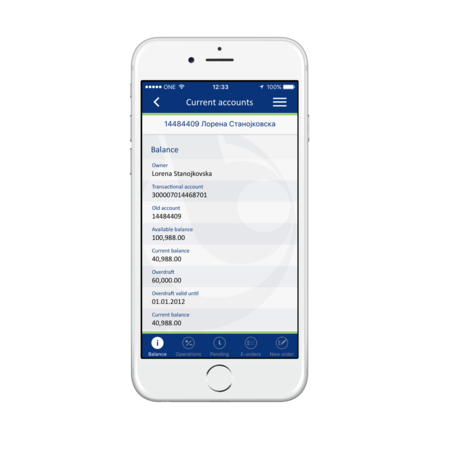 ONE 12:33 100%
Current accounts
14484409 Лорена Станојковска
Balance
Owner
Lorena Stanojkovska
Transactional account
300007014468701
Old account
14484409
Available balance
100,988.00
Current balance
40,988.00
Overdraft
60,000.00
Overdraft valid until
01.01.2012
Current balance
40,988.00
Balance Operations Pending E-orders New order